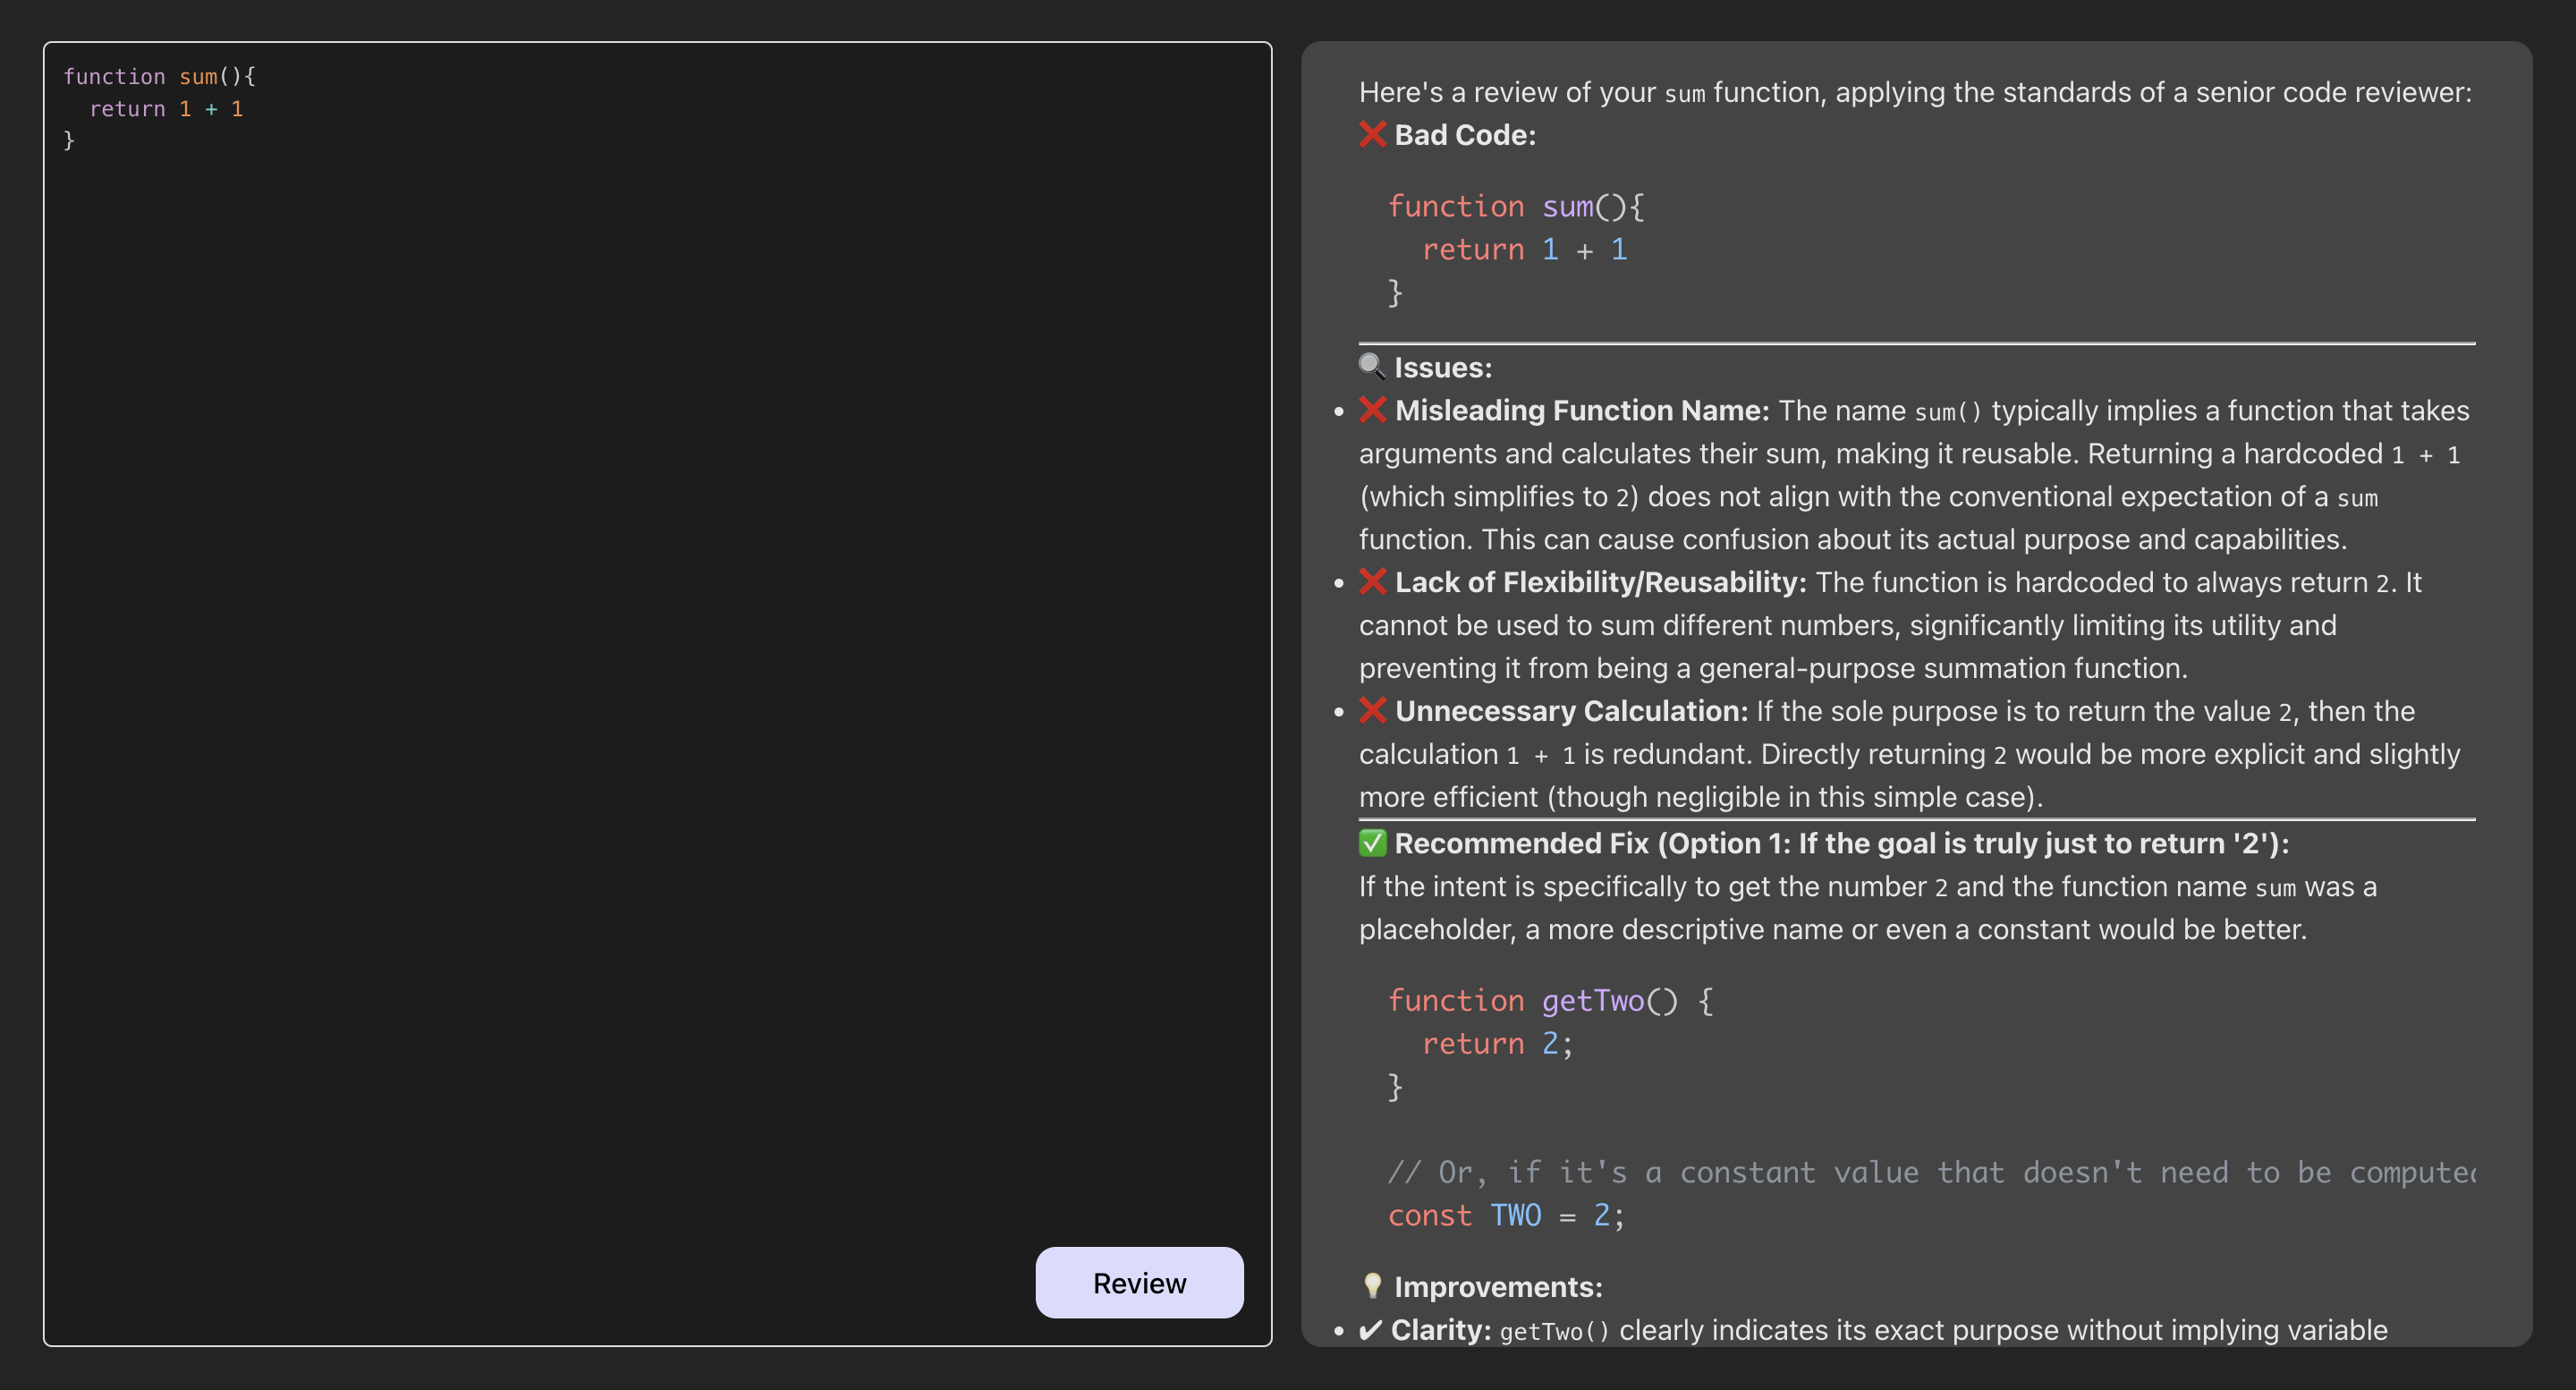 function sum(){
  return 1 + 1
}
Review
Here's a review of your sum function, applying the standards of a senior code reviewer:
❌ Bad Code:
function sum(){
  return 1 + 1
}
🔍 Issues:
• ❌ Misleading Function Name: The name sum() typically implies a function that takes
arguments and calculates their sum, making it reusable. Returning a hardcoded 1 + 1
(which simplifies to 2) does not align with the conventional expectation of a sum
function. This can cause confusion about its actual purpose and capabilities.
• ❌ Lack of Flexibility/Reusability: The function is hardcoded to always return 2. It
cannot be used to sum different numbers, significantly limiting its utility and
preventing it from being a general-purpose summation function.
• ❌ Unnecessary Calculation: If the sole purpose is to return the value 2, then the
calculation 1 + 1 is redundant. Directly returning 2 would be more explicit and slightly
more efficient (though negligible in this simple case).
✅ Recommended Fix (Option 1: If the goal is truly just to return '2'):
If the intent is specifically to get the number 2 and the function name sum was a
placeholder, a more descriptive name or even a constant would be better.
function getTwo() {
  return 2;
}
// Or, if it's a constant value that doesn't need to be computed
const TWO = 2;
💡 Improvements:
• ✔ Clarity: getTwo() clearly indicates its exact purpose without implying variable